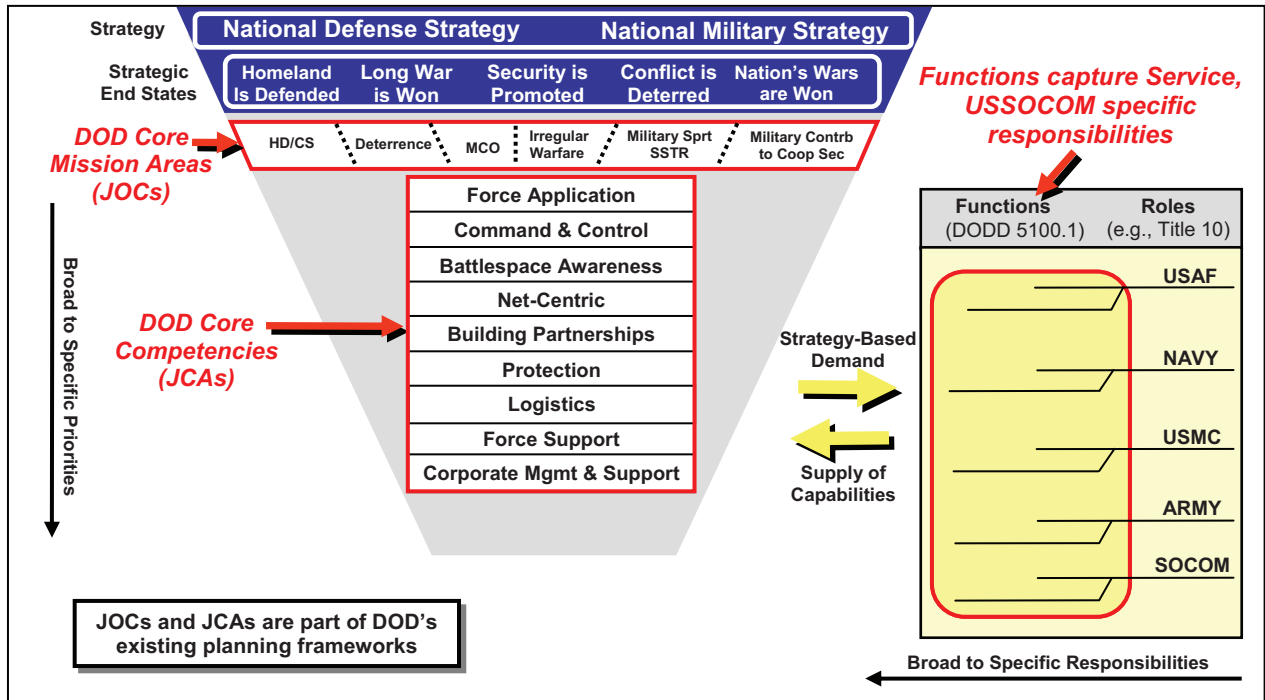 Strategy
National Defense Strategy National Military Strategy
Strategic
End States
Homeland
Is Defended
Long War
is Won
Security is
Promoted
Conflict is
Deterred
Nation's Wars
are Won
DOD Core
Mission Areas
(JOCs)
HD/CS
Deterrence
MCO
Irregular
Warfare
Military Sprt
SSTR
Military Contrb
to Coop Sec
Functions capture Service,
USSOCOM specific
responsibilities
Broad to Specific Priorities
DOD Core
Competencies
(JCAs)
Force Application
Command & Control
Battlespace Awareness
Net-Centric
Building Partnerships
Protection
Logistics
Force Support
Corporate Mgmt & Support
Strategy-Based
Demand
Supply of
Capabilities
Functions
(DODD 5100.1)
Roles
(e.g., Title 10)
USAF
NAVY
USMC
ARMY
SOCOM
JOCs and JCAs are part of DOD's
existing planning frameworks
Broad to Specific Responsibilities